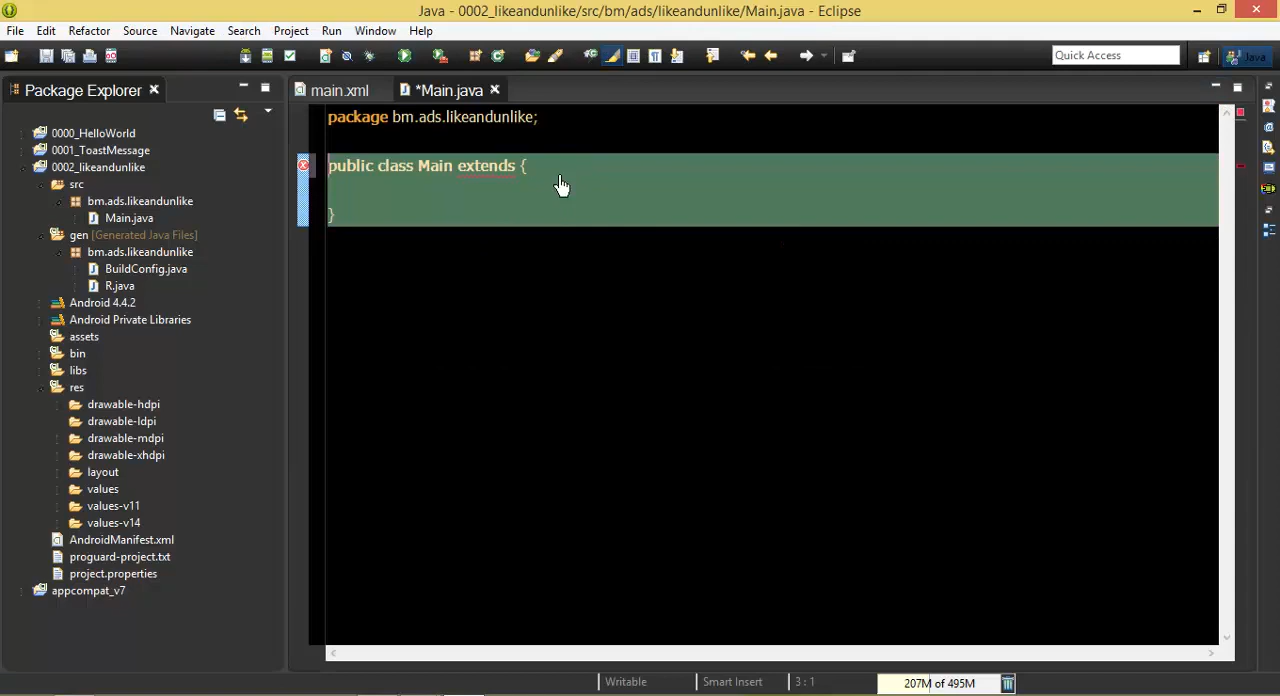 Java - 0002_likeandunlike/src/bm/ads/likeandunlike/Main.java - Eclipse
File Edit Refactor Source Navigate Search Project Run Window Help
Quick Access
Java
Package Explorer
main.xml
*Main.java
0000_HelloWorld
0001_ToastMessage
0002_likeandunlike
src
bm.ads.likeandunlike
Main.java
gen [Generated Java Files]
bm.ads.likeandunlike
BuildConfig.java
R.java
Android 4.4.2
Android Private Libraries
assets
bin
libs
res
drawable-hdpi
drawable-ldpi
drawable-mdpi
drawable-xhdpi
layout
values
values-v11
values-v14
AndroidManifest.xml
proguard-project.txt
project.properties
appcompat_v7
package bm.ads.likeandunlike;
public class Main extends {
}
Writable
Smart Insert
3 : 1
207M of 495M